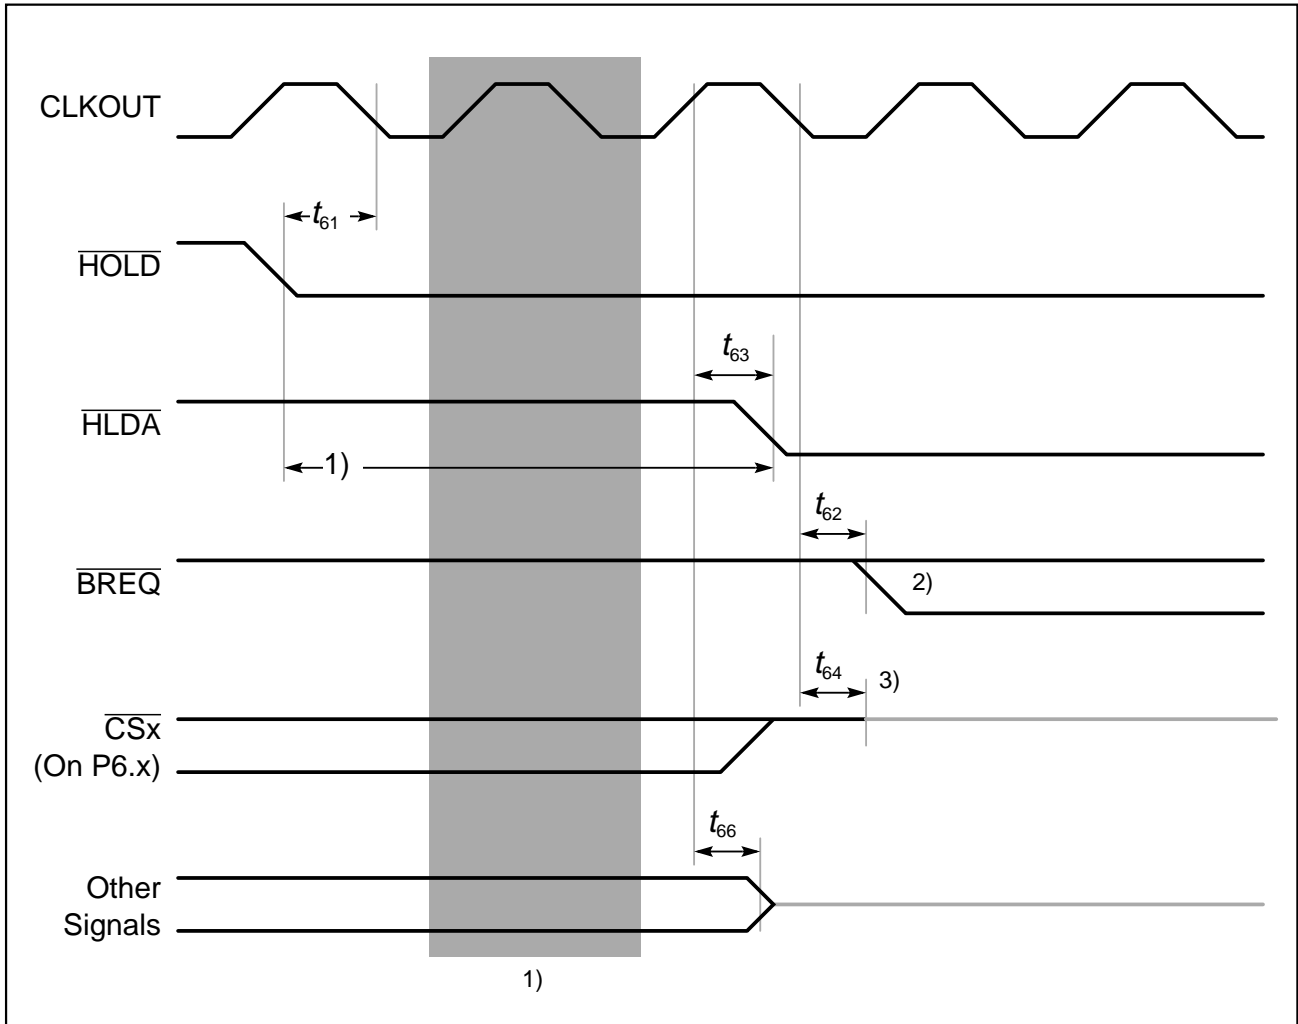 CLKOUT
t61
HOLD
t63
HLDA
1)
t62
BREQ
2)
t64
3)
CSx
(On P6.x)
t66
Other
Signals
1)